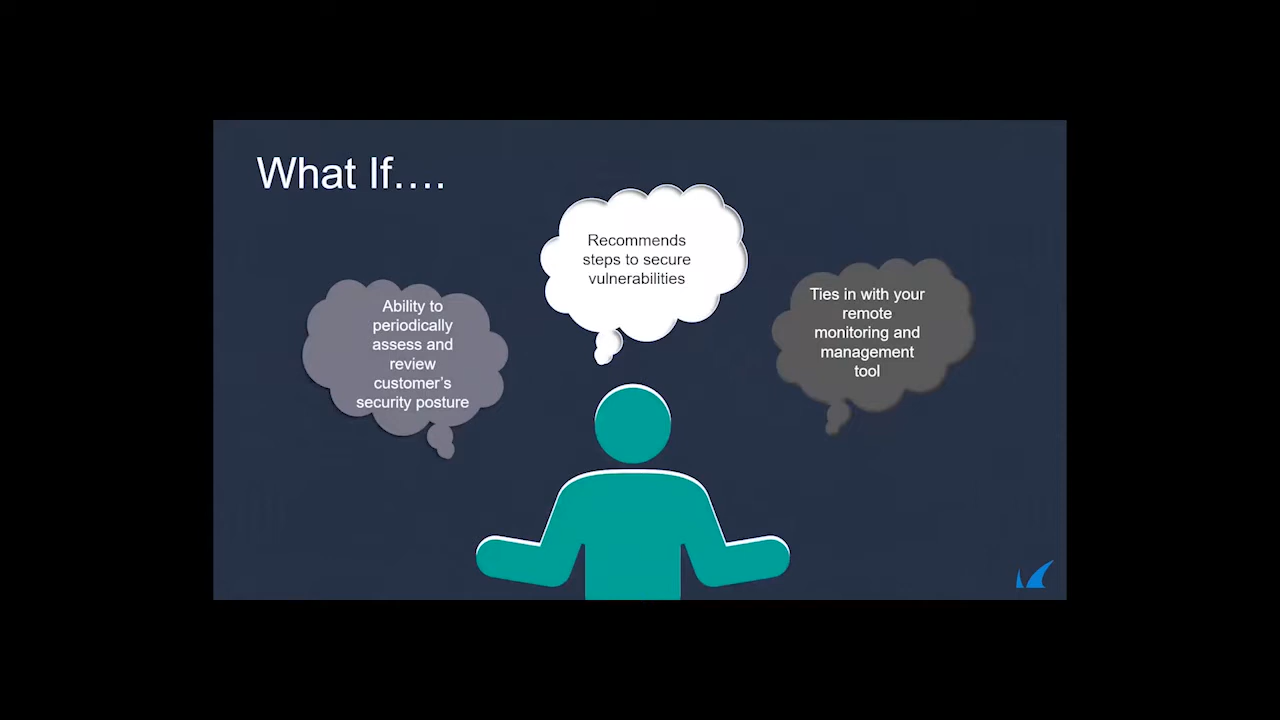 What If....
Ability to
periodically
assess and
review
customer's
security posture
Recommends
steps to secure
vulnerabilities
Ties in with your
remote
monitoring and
management
tool